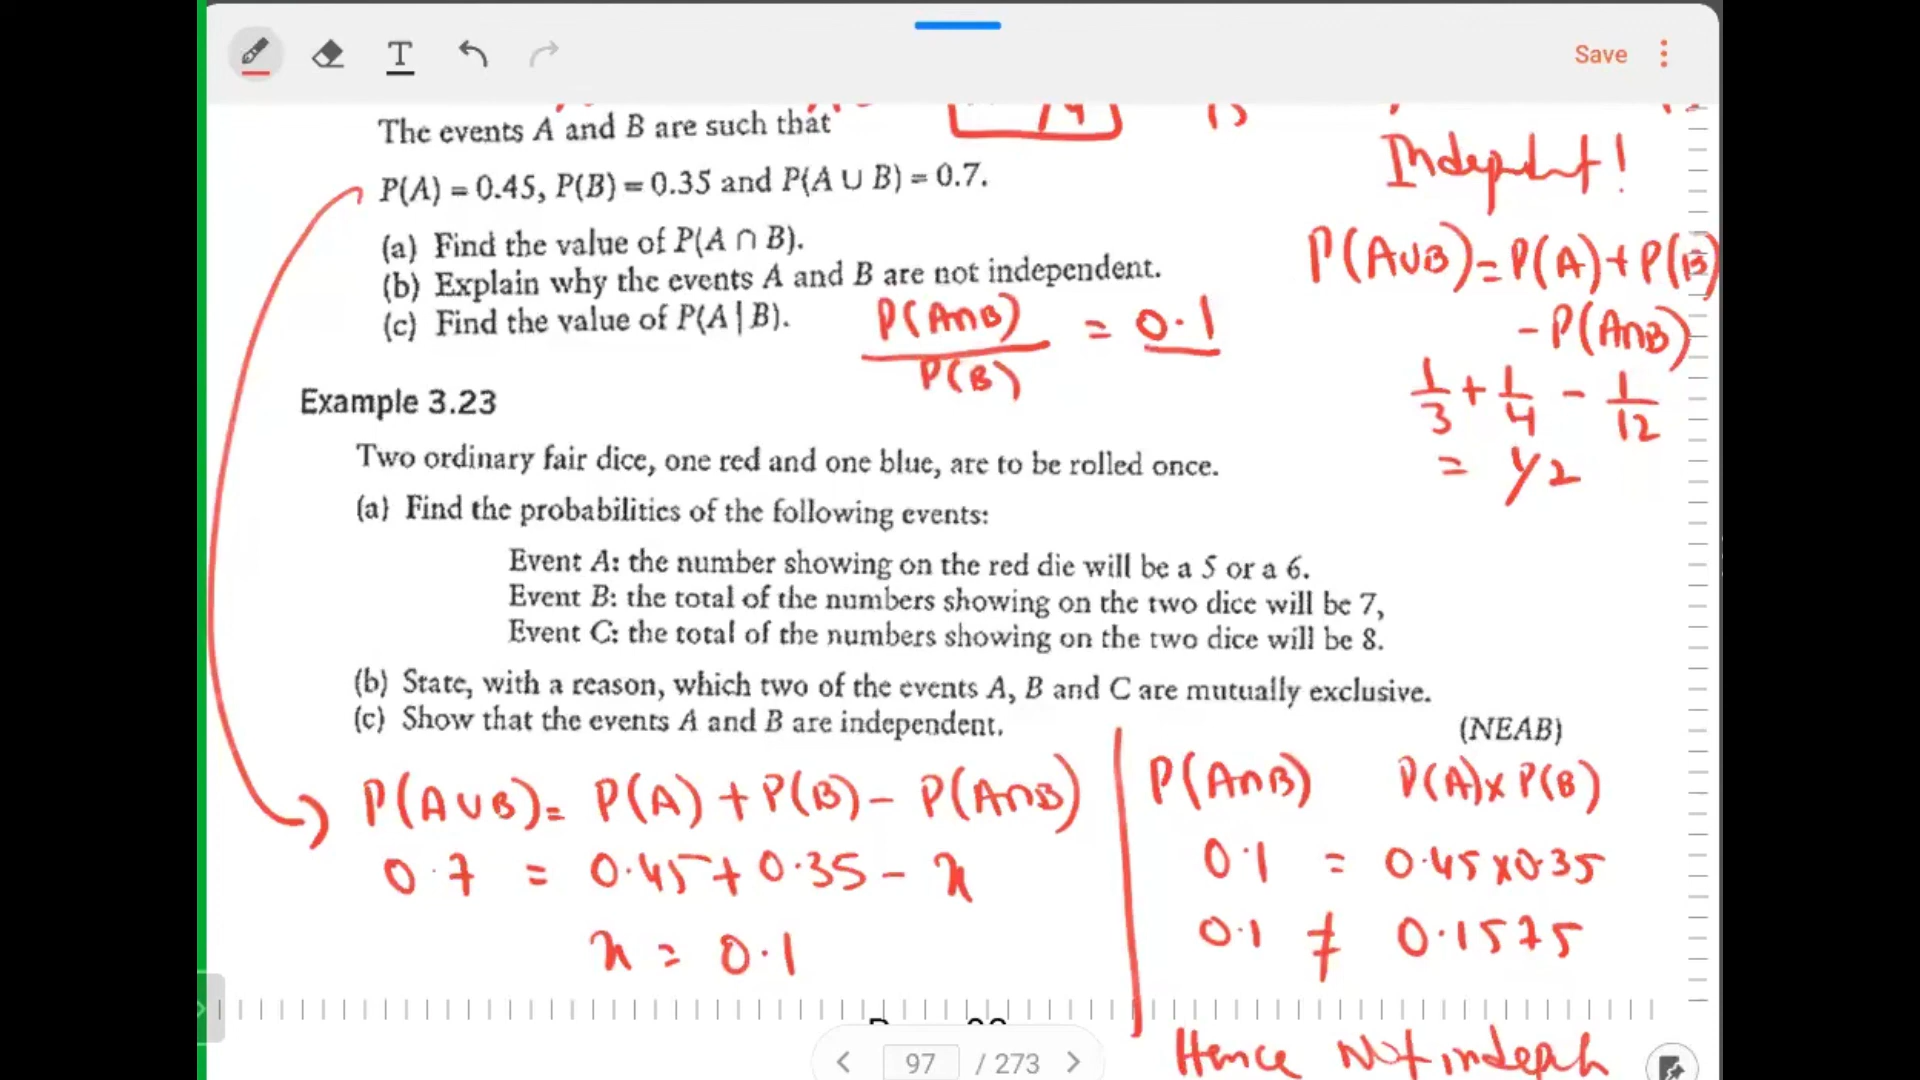 T
Save
The events A and B are such that
P(A) = 0.45, P(B) = 0.35 and P(A ∪ B) = 0.7.
(a) Find the value of P(A ∩ B).
(b) Explain why the events A and B are not independent.
(c) Find the value of P(A | B).
P(A∩B) / P(B) = 0.1
P(A∪B) = P(A) + P(B)
- P(A∩B)
1/3 + 1/4 - 1/12
= 1/2
Example 3.23
Two ordinary fair dice, one red and one blue, are to be rolled once.
(a) Find the probabilities of the following events:
Event A: the number showing on the red die will be a 5 or a 6.
Event B: the total of the numbers showing on the two dice will be 7,
Event C: the total of the numbers showing on the two dice will be 8.
(b) State, with a reason, which two of the events A, B and C are mutually exclusive.
(c) Show that the events A and B are independent.
(NEAB)
P(A∪B) = P(A) + P(B) - P(A∩B)
0.7 = 0.45 + 0.35 - x
x = 0.1
P(A∩B) P(A) x P(B)
0.1 = 0.45 x 0.35
0.1 ≠ 0.1575
Hence Not
97 / 273